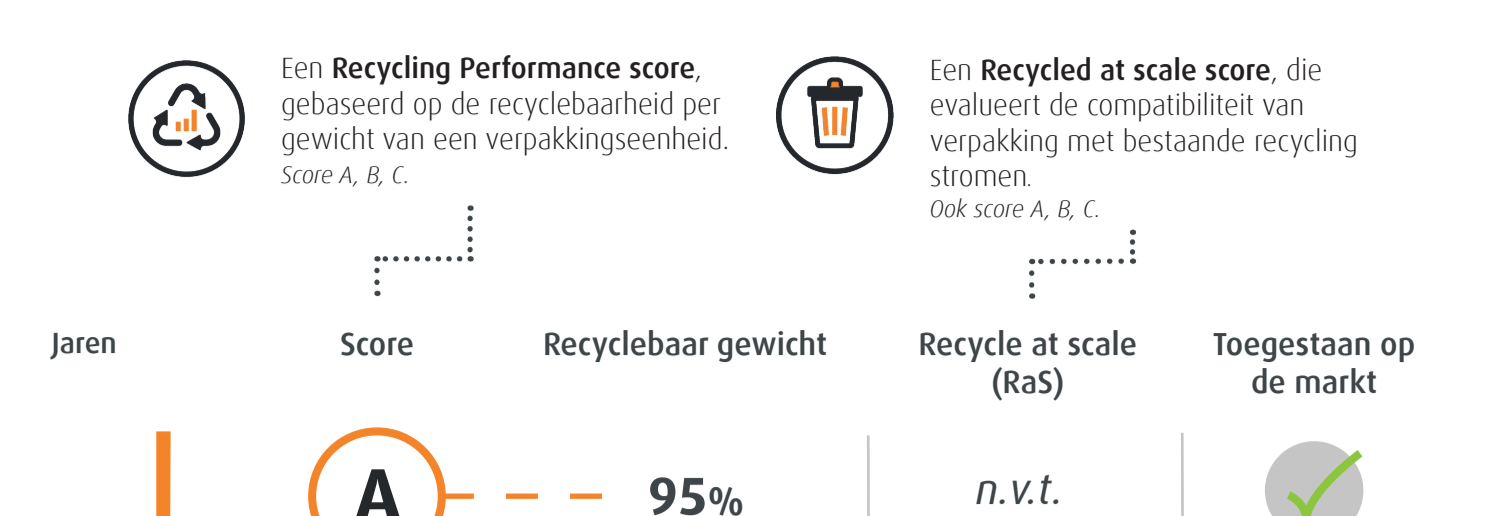 Een Recycling Performance score,
gebaseerd op de recyclebaarheid per
gewicht van een verpakkingseenheid.
Score A, B, C.
Een Recycled at scale score, die
evalueert de compatibiliteit van
verpakking met bestaande recycling
stromen.
Ook score A, B, C.
Jaren
Score
Recyclebaar gewicht
Recycle at scale
(RaS)
Toegestaan op
de markt
A
95%
n.v.t.